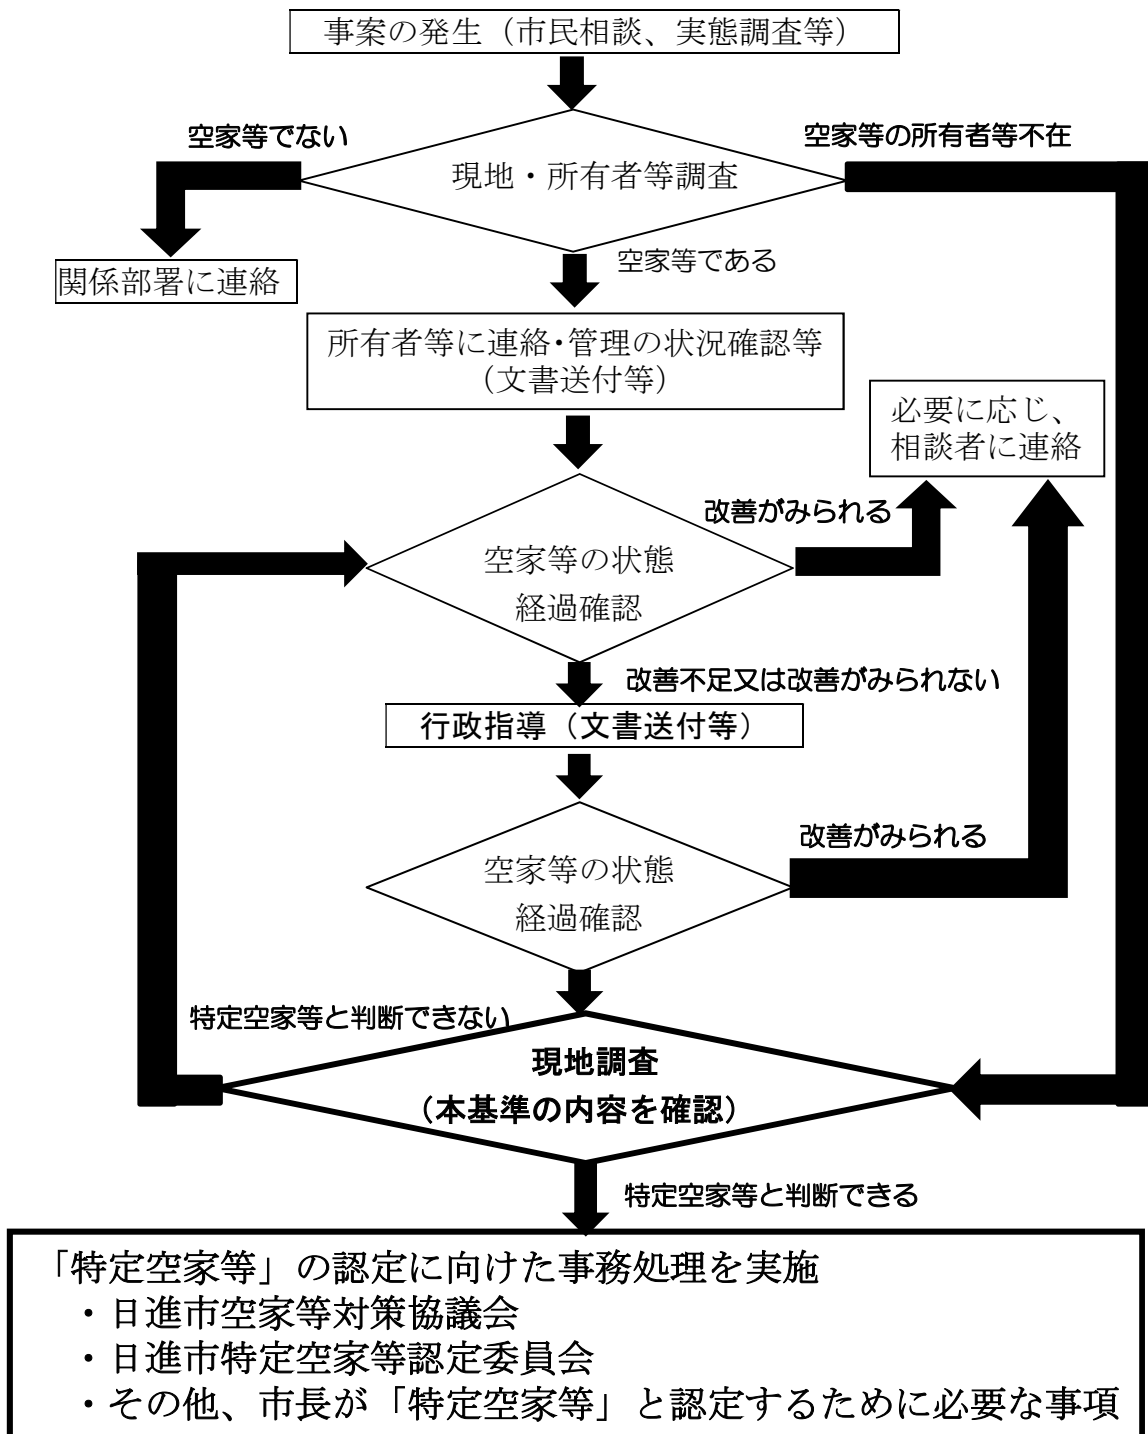 事案の発生（市民相談、実態調査等）
空家等でない
空家等の所有者等不在
現地・所有者等調査
関係部署に連絡
空家等である
所有者等に連絡・管理の状況確認等
（文書送付等）
必要に応じ、
相談者に連絡
改善がみられる
空家等の状態
経過確認
改善不足又は改善がみられない
行政指導（文書送付等）
改善がみられる
空家等の状態
経過確認
特定空家等と判断できない
現地調査
（本基準の内容を確認）
特定空家等と判断できる
「特定空家等」の認定に向けた事務処理を実施
・日進市空家等対策協議会
・日進市特定空家等認定委員会
・その他、市長が「特定空家等」と認定するために必要な事項